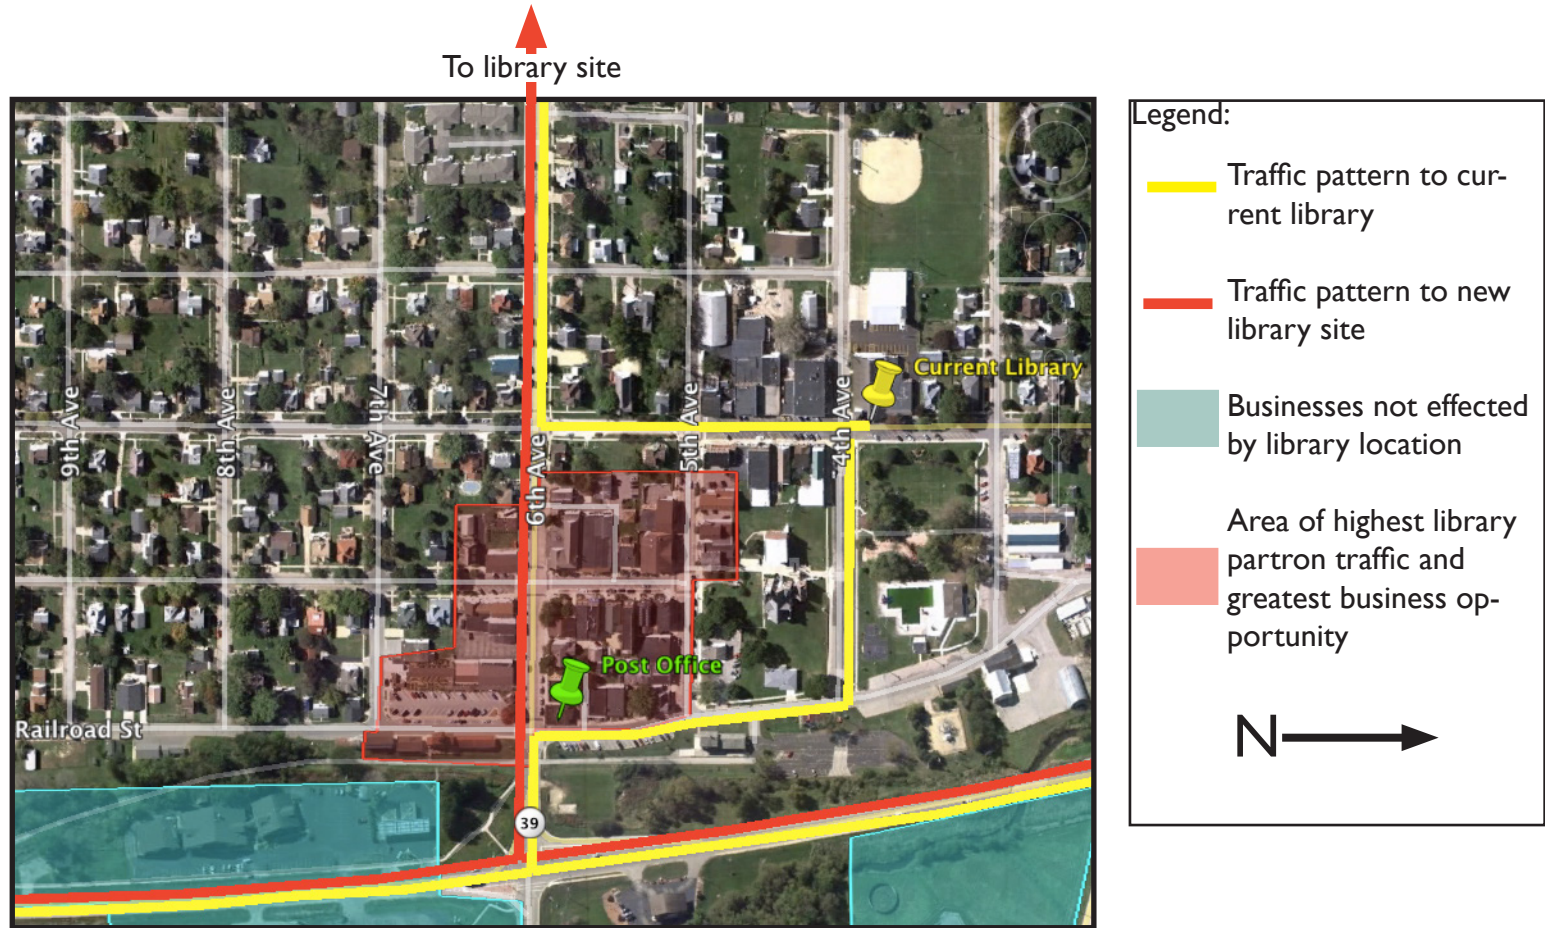 To library site
Legend:
Traffic pattern to cur-
rent library
Traffic pattern to new
library site
Businesses not effected
by library location
Area of highest library
partron traffic and
greatest business op-
portunity
N
Current Library
9th Ave
8th Ave
7th Ave
6th Ave
5th Ave
4th Ave
Post Office
Railroad St
39